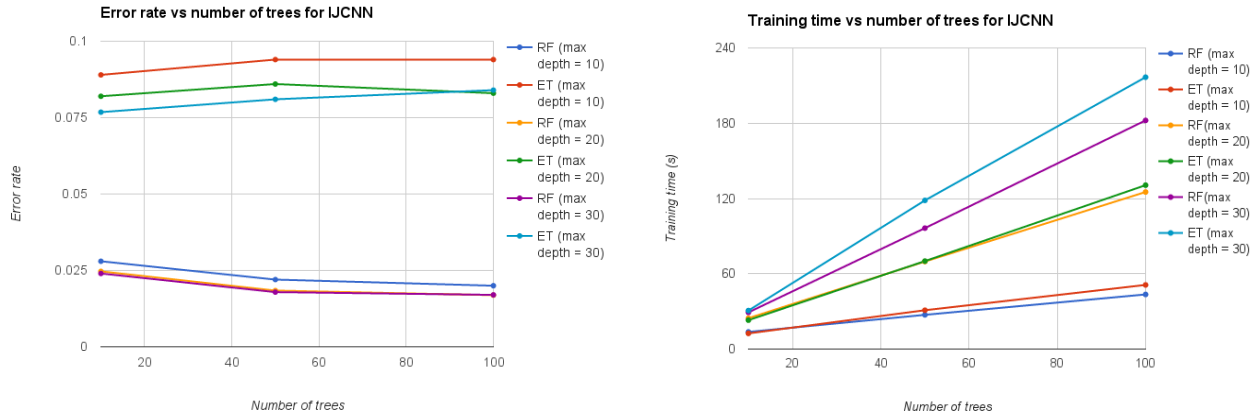 Error rate vs number of trees for IJCNN
0.1
0.075
0.05
0.025
0
20
40
60
80
100
Error rate
Number of trees
RF (max
depth = 10)
ET (max
depth = 10)
RF (max
depth = 20)
ET (max
depth = 20)
RF (max
depth = 30)
ET (max
depth = 30)
Training time vs number of trees for IJCNN
240
180
120
60
0
20
40
60
80
100
Training time (s)
Number of trees
RF (max
depth = 10)
ET (max
depth = 10)
RF(max
depth = 20)
ET (max
depth = 20)
RF(max
depth = 30)
ET (max
depth = 30)